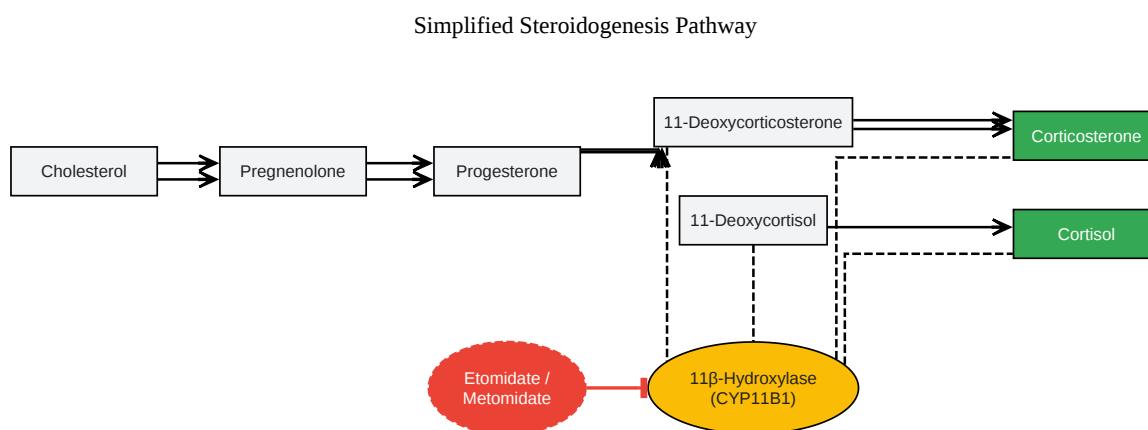 Simplified Steroidogenesis Pathway
11-Deoxycorticosterone
Corticosterone
Cholesterol
Pregnenolone
Progesterone
11-Deoxycortisol
Cortisol
Etomidate /
Metomidate
11β-Hydroxylase
(CYP11B1)